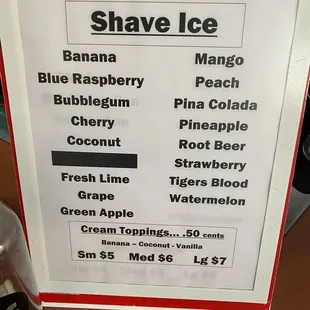 Shave Ice
Banana
Blue Raspberry
Bubblegum
Cherry
Coconut
Fresh Lime
Grape
Green Apple
Mango
Peach
Pina Colada
Pineapple
Root Beer
Strawberry
Tigers Blood
Watermelon
Cream Toppings... .50 cents
Banana – Coconut - Vanilla
Sm $5 Med $6 Lg $7